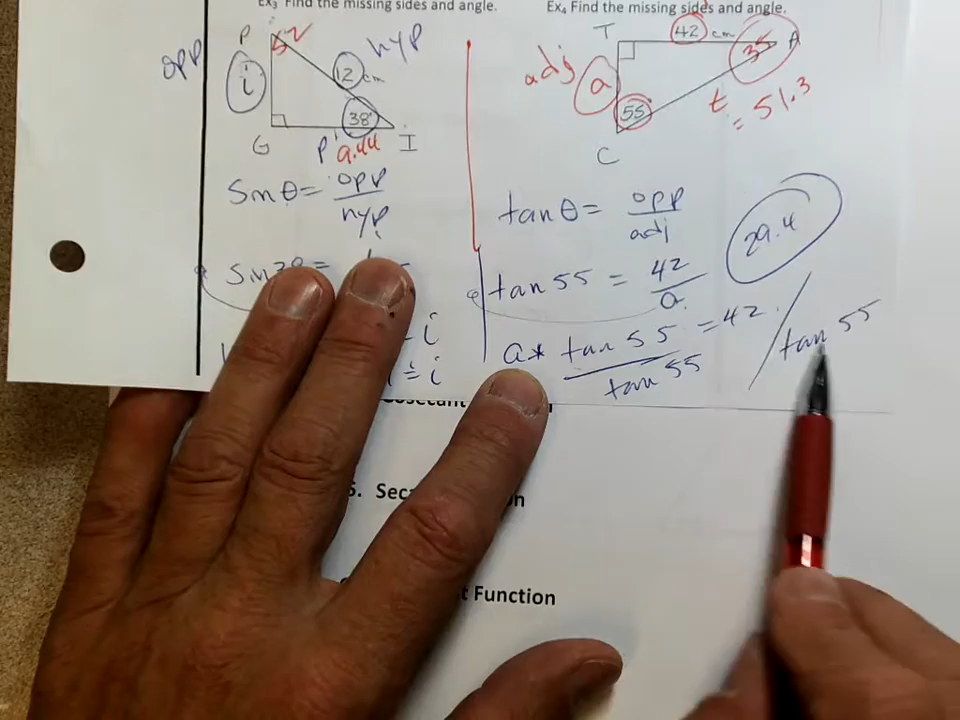 Ex3 Find the missing sides and angle.
P
52
opp
i
12 cm
hyp
38°
G
P
9.44
I
Sin θ = opp / hyp
i
= i
= i
Ex4 Find the missing sides and angle.
T
42 cm
35
A
adj
a
55
t
= 51.3
C
tan θ = opp / adj
29.4
tan 55 = 42 / a
a * tan 55 / tan 55 = 42 / tan 55
5. Sec
on
t Function